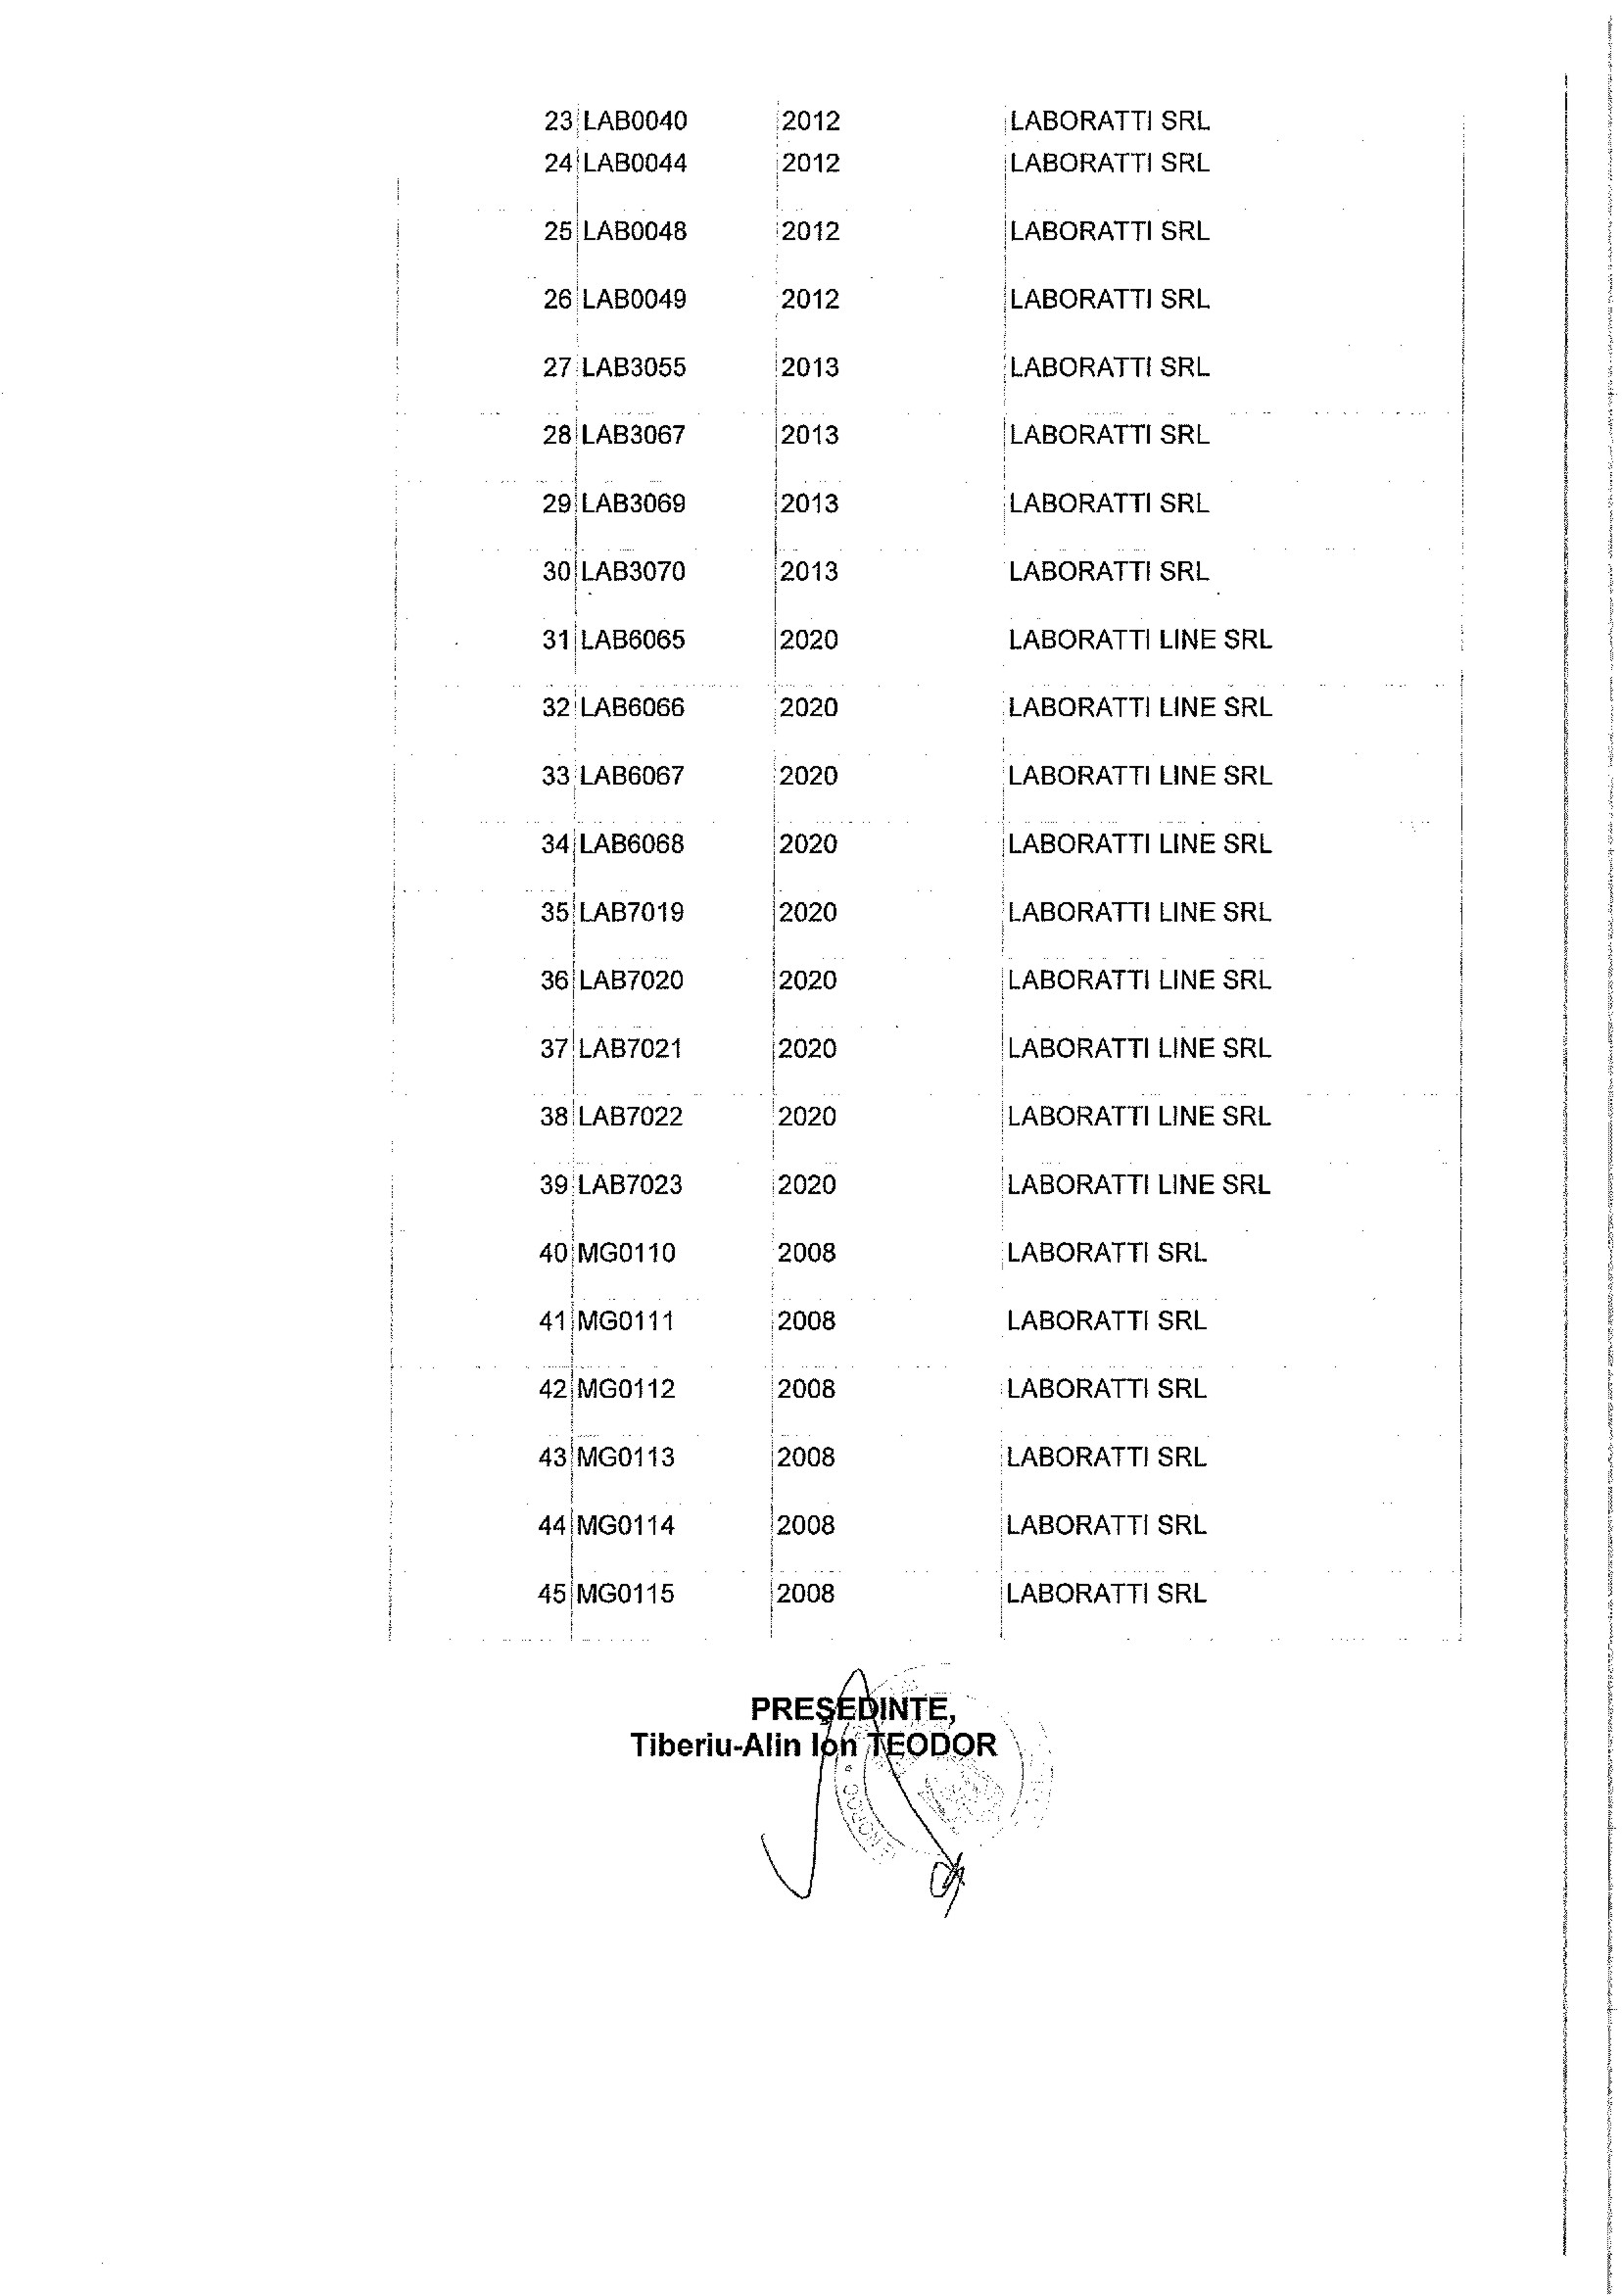 23 LAB0040 2012 LABORATTI SRL
24 LAB0044 2012 LABORATTI SRL
25 LAB0048 2012 LABORATTI SRL
26 LAB0049 2012 LABORATTI SRL
27 LAB3055 2013 LABORATTI SRL
28 LAB3067 2013 LABORATTI SRL
29 LAB3069 2013 LABORATTI SRL
30 LAB3070 2013 LABORATTI SRL
31 LAB6065 2020 LABORATTI LINE SRL
32 LAB6066 2020 LABORATTI LINE SRL
33 LAB6067 2020 LABORATTI LINE SRL
34 LAB6068 2020 LABORATTI LINE SRL
35 LAB7019 2020 LABORATTI LINE SRL
36 LAB7020 2020 LABORATTI LINE SRL
37 LAB7021 2020 LABORATTI LINE SRL
38 LAB7022 2020 LABORATTI LINE SRL
39 LAB7023 2020 LABORATTI LINE SRL
40 MG0110 2008 LABORATTI SRL
41 MG0111 2008 LABORATTI SRL
42 MG0112 2008 LABORATTI SRL
43 MG0113 2008 LABORATTI SRL
44 MG0114 2008 LABORATTI SRL
45 MG0115 2008 LABORATTI SRL
PREŞEDINTE,
Tiberiu-Alin Ion TEODOR